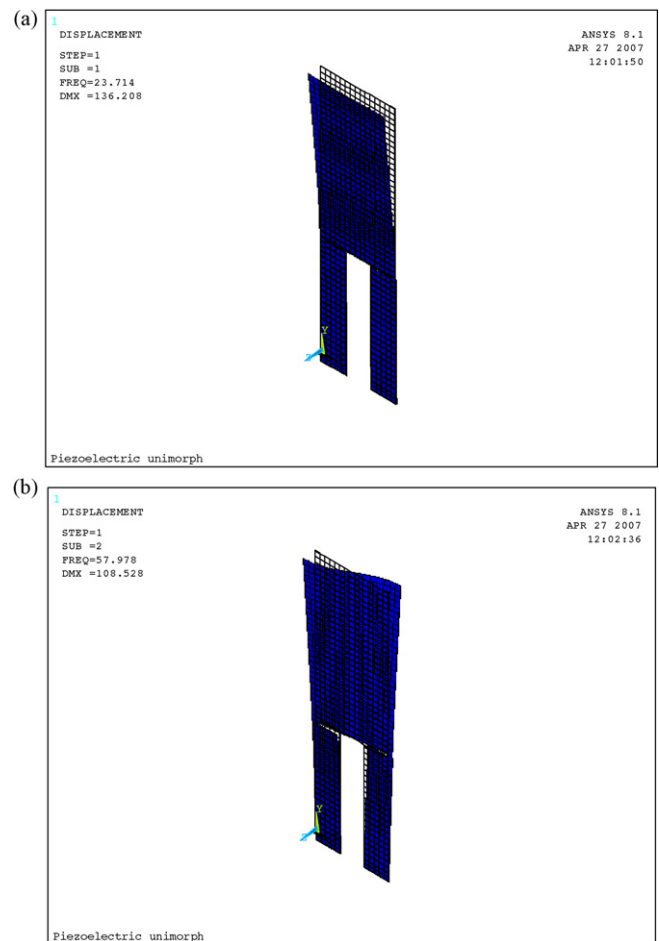 (a)
1
DISPLACEMENT
STEP=1
SUB =1
FREQ=23.714
DMX =136.208
ANSYS 8.1
APR 27 2007
12:01:50
Y
Z
Piezoelectric unimorph
(b)
1
DISPLACEMENT
STEP=1
SUB =2
FREQ=57.978
DMX =108.528
ANSYS 8.1
APR 27 2007
12:02:36
Y
Z
Piezoelectric unimorph